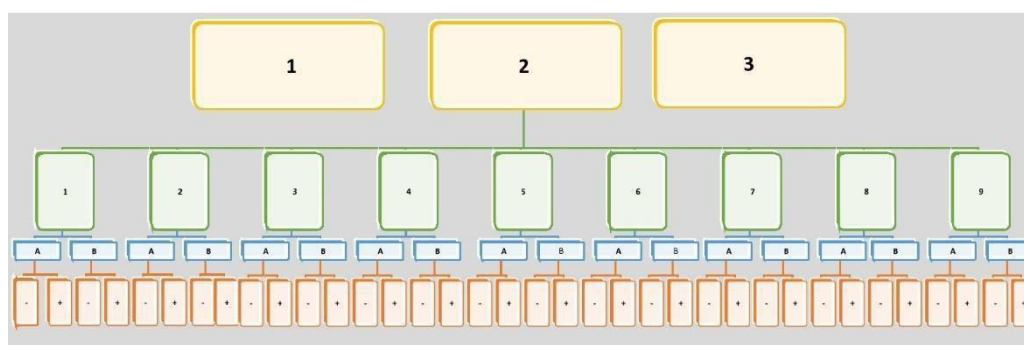 1 2 3
1 2 3 4 5 6 7 8 9
A B A B A B A B A B A B A B A B A B
- + - + - + - + - + - + - + - + - + - + - + - + - + - + - + - + - + - +